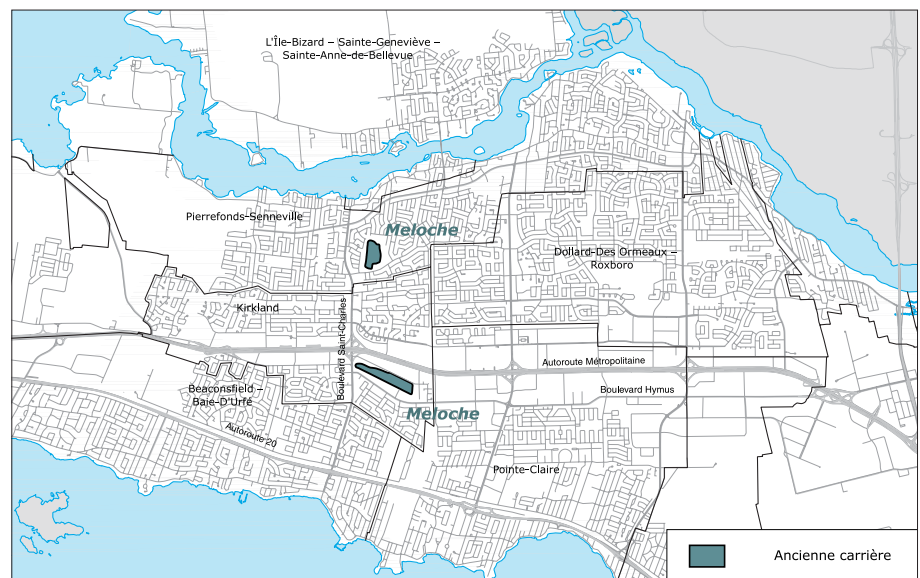 L'Île-Bizard – Sainte-Geneviève –
Sainte-Anne-de-Bellevue
Pierrefonds-Senneville
Meloche
Dollard-Des Ormeaux –
Roxboro
Kirkland
Boulevard Saint-Charles
Autoroute Métropolitaine
Beaconsfield –
Baie-D'Urfé
Boulevard Hymus
Meloche
Autoroute 20
Pointe-Claire
Ancienne carrière